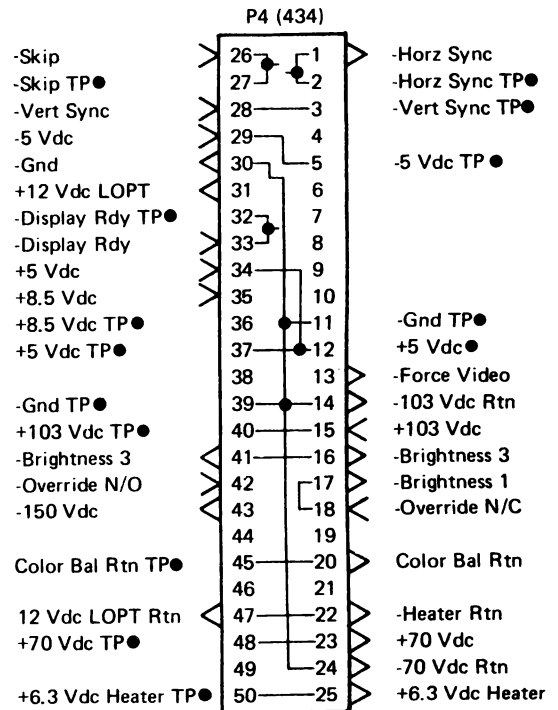 P4 (434)
-Skip 26 1 -Horz Sync
-Skip TP● 27 2 -Horz Sync TP●
-Vert Sync 28 3 -Vert Sync TP●
-5 Vdc 29 4
-Gnd 30 5 -5 Vdc TP ●
+12 Vdc LOPT 31 6
-Display Rdy TP● 32 7
-Display Rdy 33 8
+5 Vdc 34 9
+8.5 Vdc 35 10
+8.5 Vdc TP● 36 11 -Gnd TP●
+5 Vdc TP● 37 12 +5 Vdc●
38 13 -Force Video
-Gnd TP● 39 14 -103 Vdc Rtn
+103 Vdc TP● 40 15 +103 Vdc
-Brightness 3 41 16 -Brightness 3
-Override N/O 42 17 -Brightness 1
-150 Vdc 43 18 -Override N/C
44 19
Color Bal Rtn TP● 45 20 Color Bal Rtn
46 21
12 Vdc LOPT Rtn 47 22 -Heater Rtn
+70 Vdc TP● 48 23 +70 Vdc
49 24 -70 Vdc Rtn
+6.3 Vdc Heater TP● 50 25 +6.3 Vdc Heater